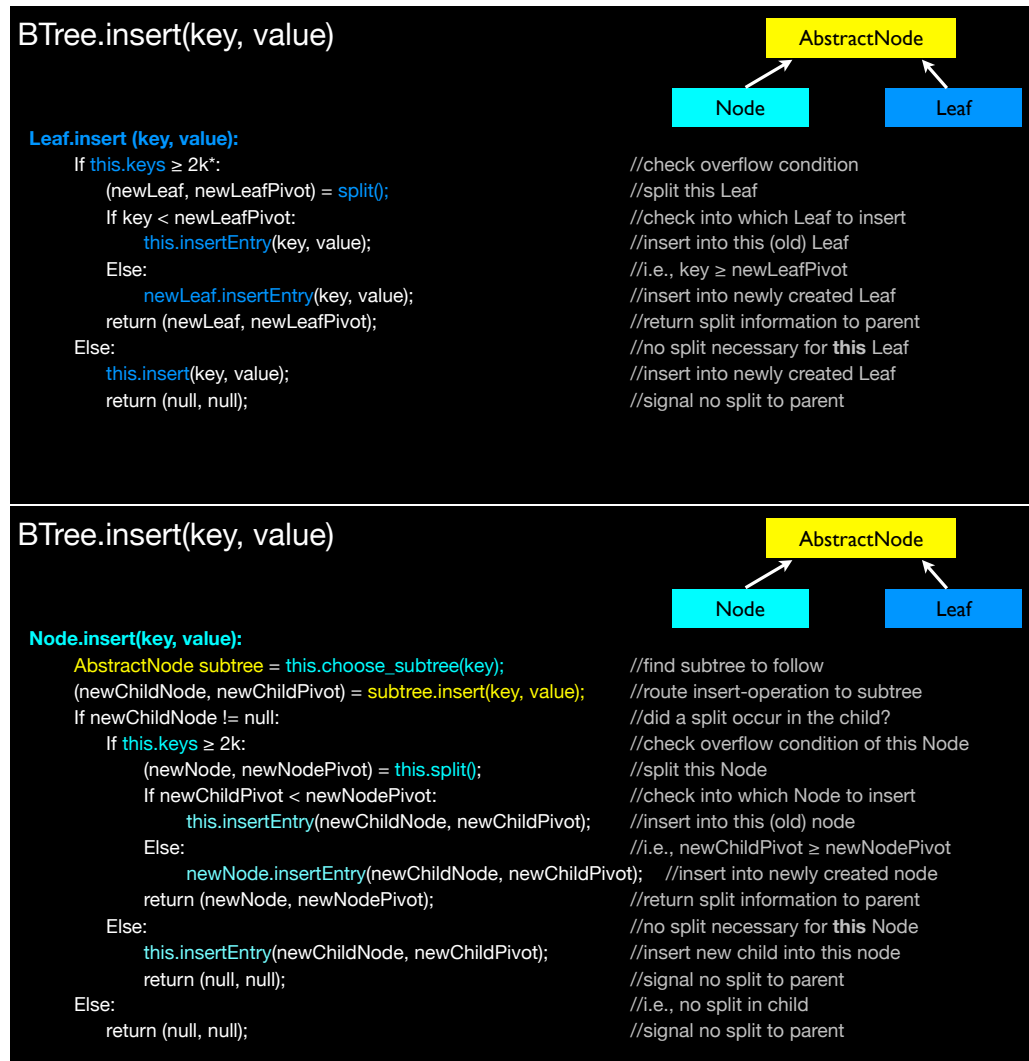 BTree.insert(key, value)
AbstractNode
Node
Leaf
Leaf.insert (key, value):
If this.keys ≥ 2k*: //check overflow condition
(newLeaf, newLeafPivot) = split(); //split this Leaf
If key < newLeafPivot: //check into which Leaf to insert
this.insertEntry(key, value); //insert into this (old) Leaf
Else: //i.e., key ≥ newLeafPivot
newLeaf.insertEntry(key, value); //insert into newly created Leaf
return (newLeaf, newLeafPivot); //return split information to parent
Else: //no split necessary for this Leaf
this.insert(key, value); //insert into newly created Leaf
return (null, null); //signal no split to parent
BTree.insert(key, value)
AbstractNode
Node
Leaf
Node.insert(key, value):
AbstractNode subtree = this.choose_subtree(key); //find subtree to follow
(newChildNode, newChildPivot) = subtree.insert(key, value); //route insert-operation to subtree
If newChildNode != null: //did a split occur in the child?
If this.keys ≥ 2k: //check overflow condition of this Node
(newNode, newNodePivot) = this.split(); //split this Node
If newChildPivot < newNodePivot: //check into which Node to insert
this.insertEntry(newChildNode, newChildPivot); //insert into this (old) node
Else: //i.e., newChildPivot ≥ newNodePivot
newNode.insertEntry(newChildNode, newChildPivot); //insert into newly created node
return (newNode, newNodePivot); //return split information to parent
Else: //no split necessary for this Node
this.insertEntry(newChildNode, newChildPivot); //insert new child into this node
return (null, null); //signal no split to parent
Else: //i.e., no split in child
return (null, null); //signal no split to parent